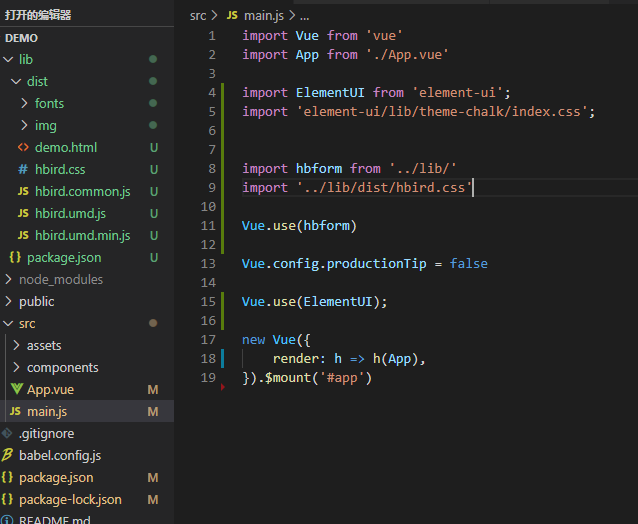 打开的编辑器
DEMO
lib
dist
fonts
img
demo.html U
# hbird.css U
JS hbird.common.js U
JS hbird.umd.js U
JS hbird.umd.min.js U
{} package.json U
node_modules
public
src
assets
components
App.vue M
JS main.js M
.gitignore
babel.config.js
{} package.json M
{} package-lock.json M
README.md
src > JS main.js > ...
1 import Vue from 'vue'
2 import App from './App.vue'
3
4 import ElementUI from 'element-ui';
5 import 'element-ui/lib/theme-chalk/index.css';
6
7
8 import hbform from '../lib/'
9 import '../lib/dist/hbird.css'
10
11 Vue.use(hbform)
12
13 Vue.config.productionTip = false
14
15 Vue.use(ElementUI);
16
17 new Vue({
18 render: h => h(App),
19 }).$mount('#app')